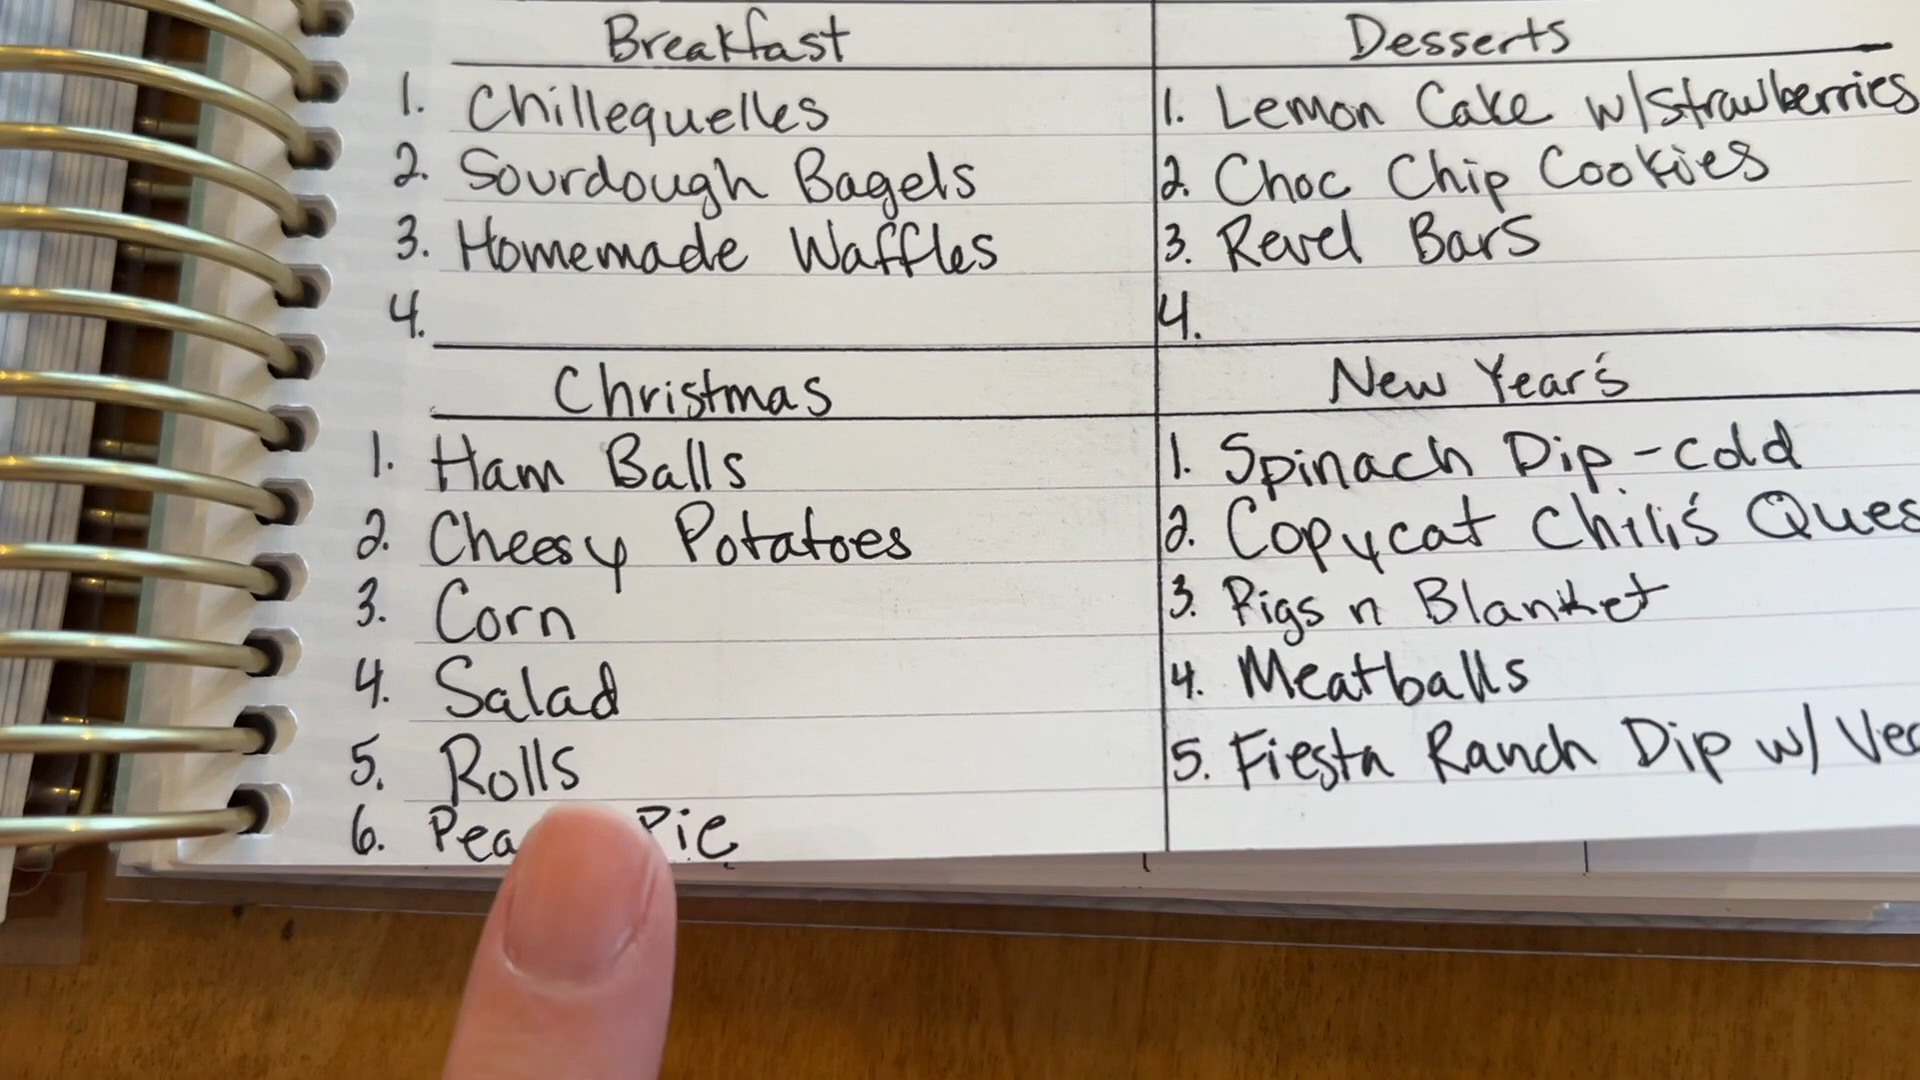 Breakfast
1. Chillequelles
2. Sourdough Bagels
3. Homemade Waffles
4.
Desserts
1. Lemon Cake w/strawberries
2. Choc Chip Cookies
3. Revel Bars
4.
Christmas
1. Ham Balls
2. Cheesy Potatoes
3. Corn
4. Salad
5. Rolls
6. Pie
New Year's
1. Spinach Dip - cold
2. Copycat Chili's
3. Pigs n Blanket
4. Meatballs
5. Fiesta Ranch Dip w/